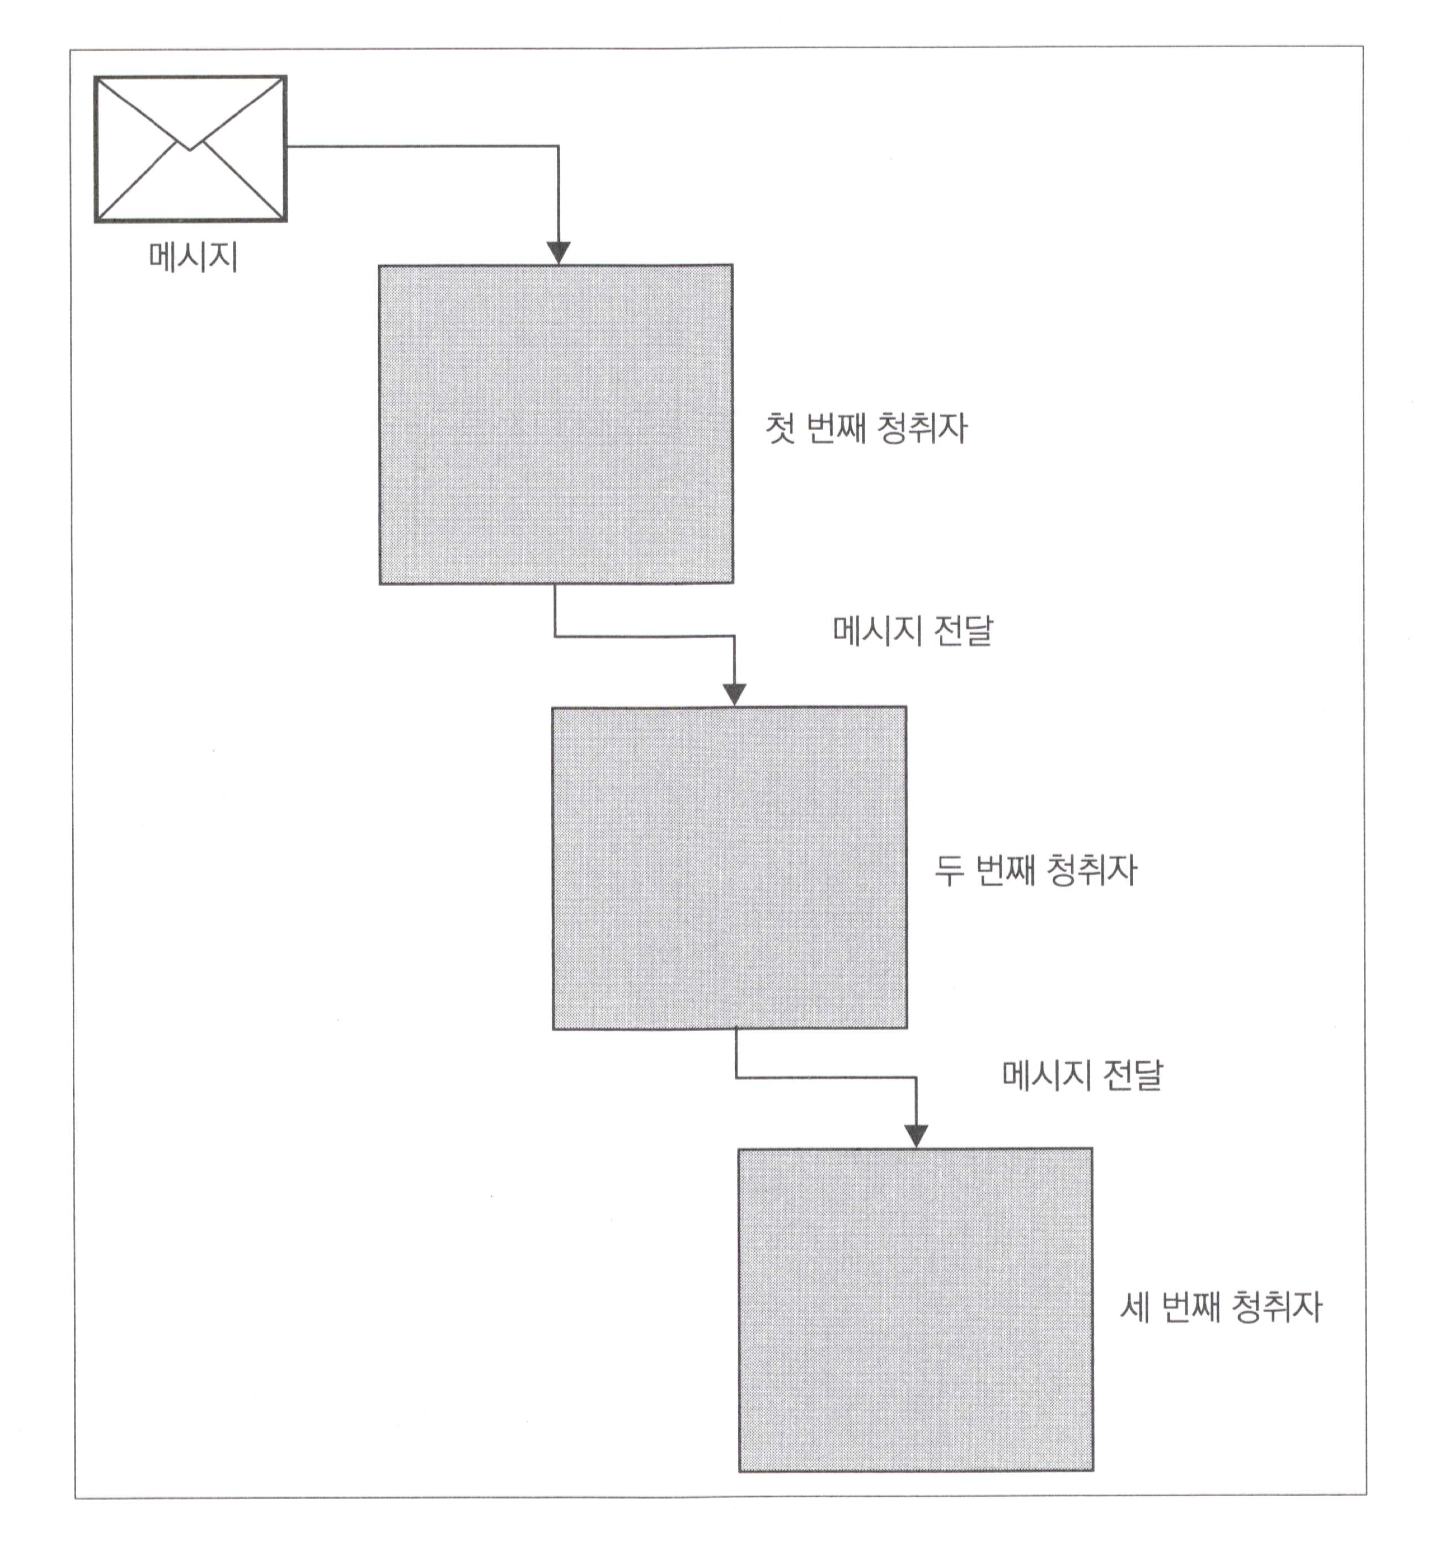 메시지
첫 번째 청취자
메시지 전달
두 번째 청취자
메시지 전달
세 번째 청취자